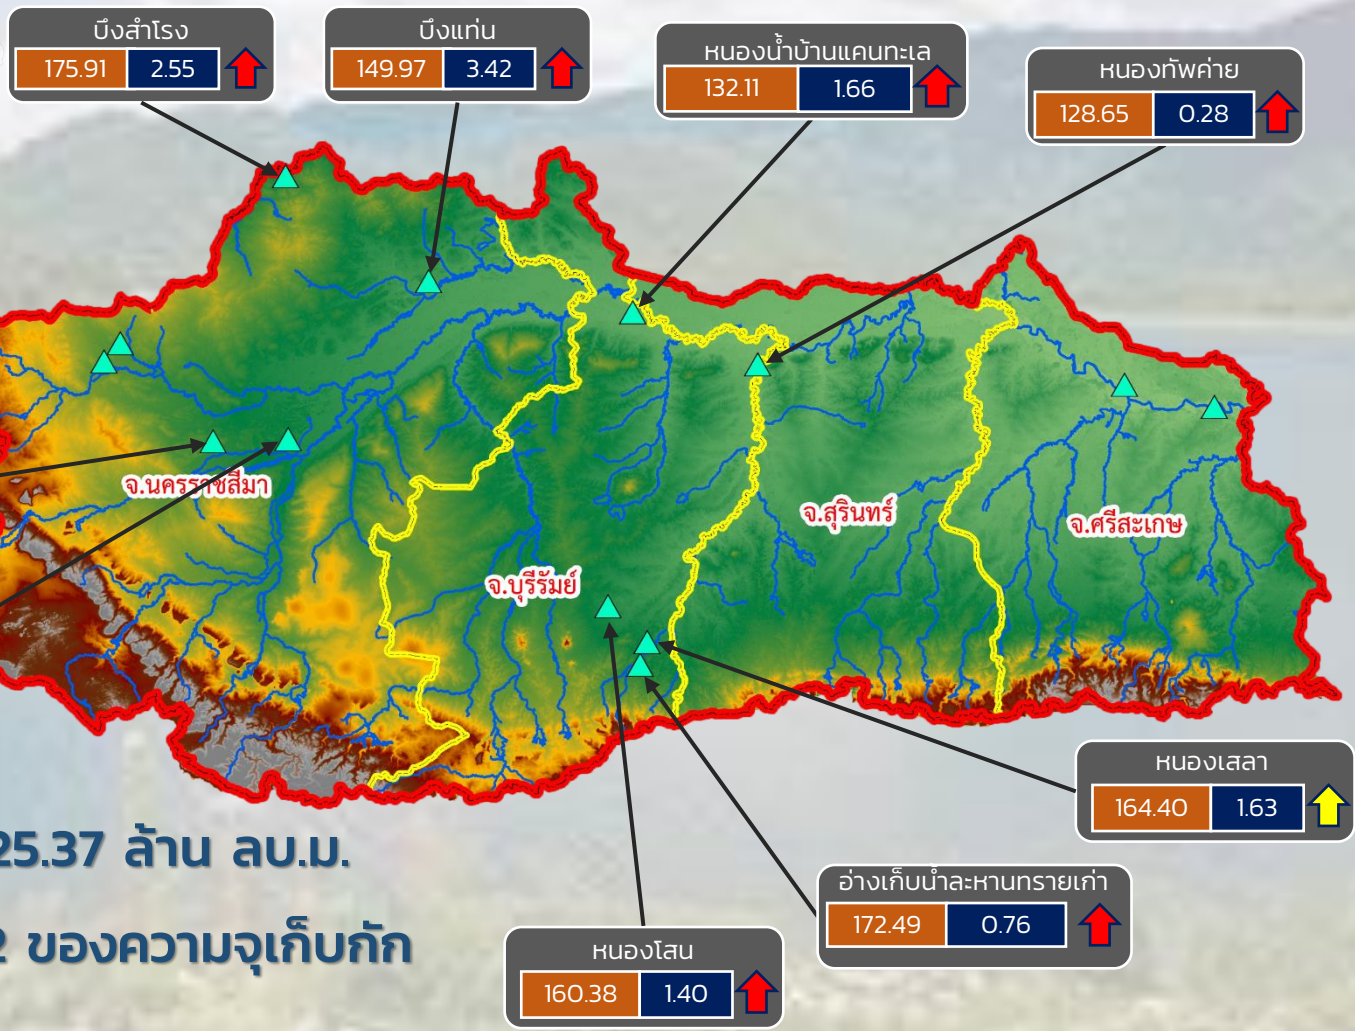 บึงสำโรง
175.91 2.55
บึงแท่น
149.97 3.42
หนองน้ำบ้านแคนทะเล
132.11 1.66
หนองทัพค่าย
128.65 0.28
จ.นครราชสีมา
จ.บุรีรัมย์
จ.สุรินทร์
จ.ศรีสะเกษ
หนองเสลา
164.40 1.63
อ่างเก็บน้ำละหานทรายเก่า
172.49 0.76
หนองโสน
160.38 1.40
25.37 ล้าน ลบ.ม.
2 ของความจุเก็บกัก